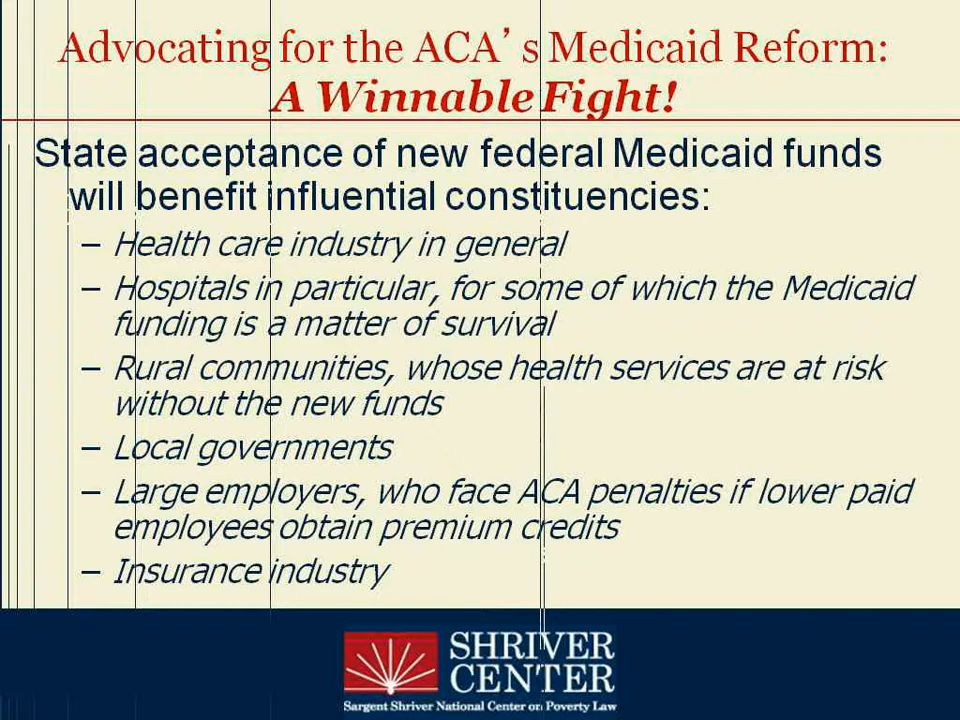 Advocating for the ACA’s Medicaid Reform:
A Winnable Fight!
State acceptance of new federal Medicaid funds
will benefit influential constituencies:
– Health care industry in general
– Hospitals in particular, for some of which the Medicaid
funding is a matter of survival
– Rural communities, whose health services are at risk
without the new funds
– Local governments
– Large employers, who face ACA penalties if lower paid
employees obtain premium credits
– Insurance industry
SHRIVER
CENTER
Sargent Shriver National Center on Poverty Law